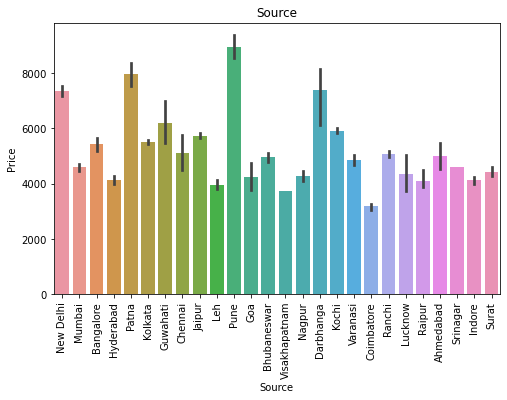 Source
Price
8000
6000
4000
2000
0
New Delhi
Mumbai
Bangalore
Hyderabad
Patna
Kolkata
Guwahati
Chennai
Jaipur
Leh
Pune
Goa
Bhubaneswar
Visakhapatnam
Nagpur
Darbhanga
Kochi
Varanasi
Coimbatore
Ranchi
Lucknow
Raipur
Ahmedabad
Srinagar
Indore
Surat
Source